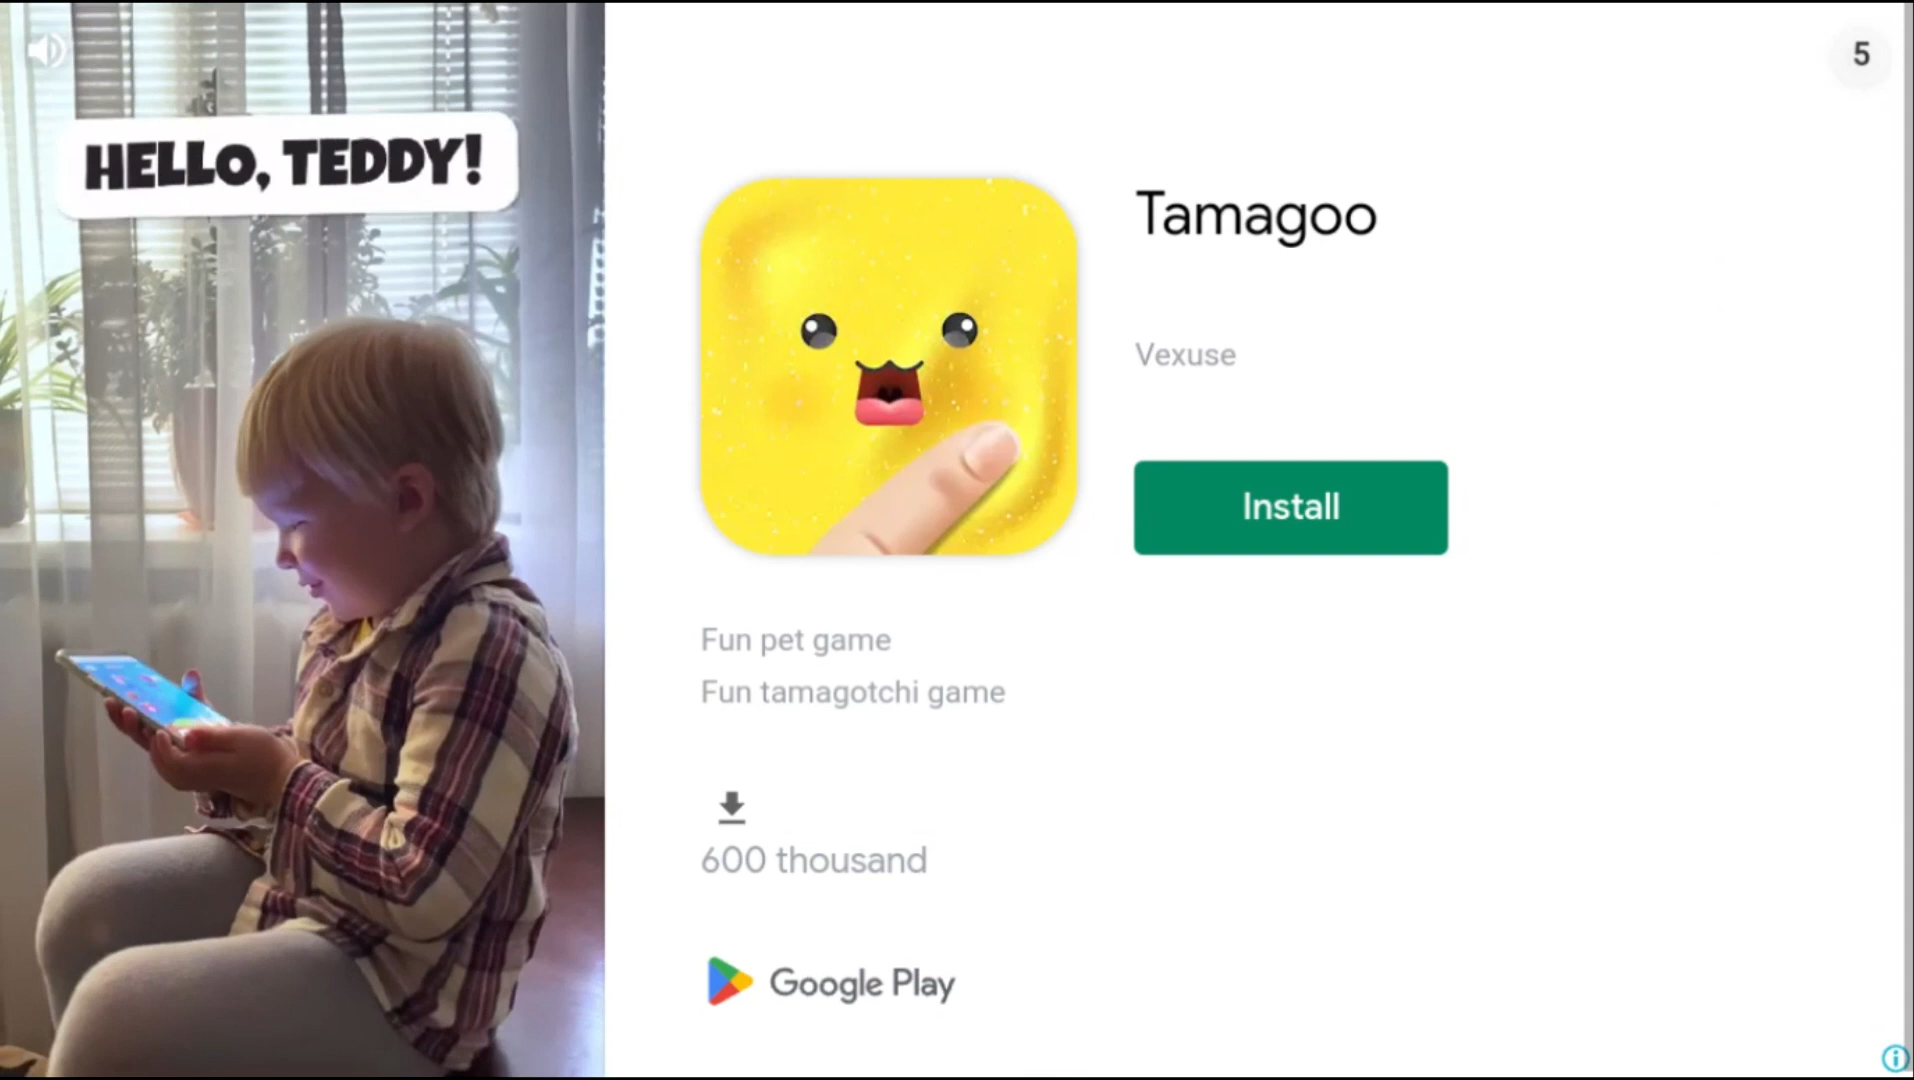 HELLO, TEDDY!
5
Tamagoo
Vexuse
Install
Fun pet game
Fun tamagotchi game
600 thousand
Google Play